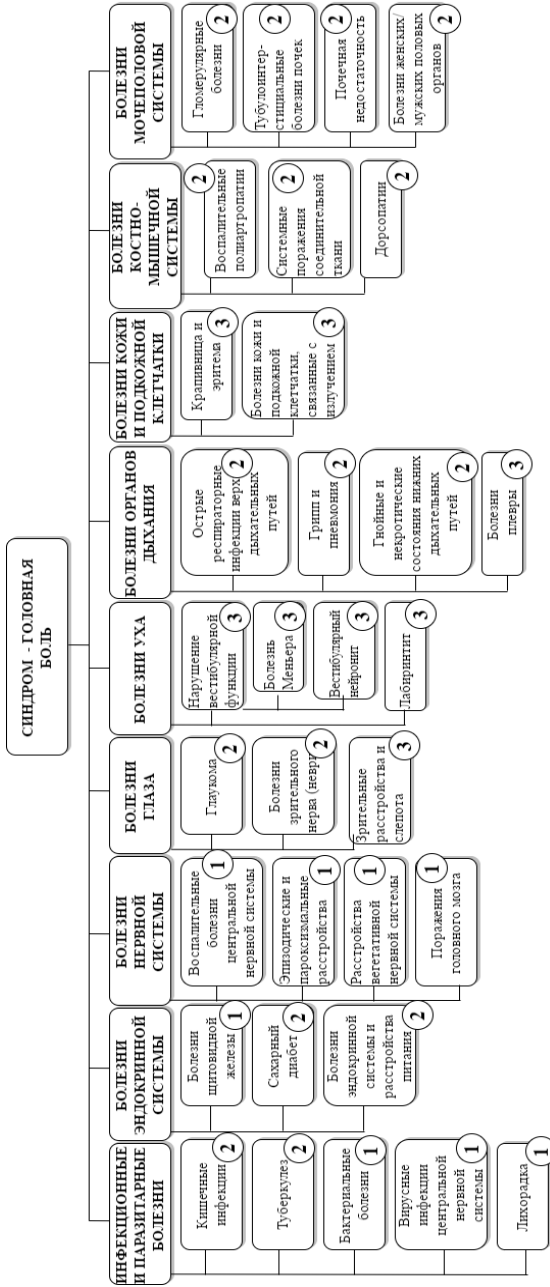 СИНДРОМ - ГОЛОВНАЯ
БОЛЬ
ИНФЕКЦИОННЫЕ
И ПАРАЗИТАРНЫЕ
БОЛЕЗНИ
Кишечные
инфекции
2
Туберкулез
2
Бактериальные
болезни
1
Вирусные
инфекции
центральной
нервной
системы
1
Лихорадка
1
БОЛЕЗНИ
ЭНДОКРИННОЙ
СИСТЕМЫ
Болезни
щитовидной
железы
1
Сахарный
диабет
2
Болезни
эндокринной
системы и
расстройства
питания
2
БОЛЕЗНИ
НЕРВНОЙ
СИСТЕМЫ
Воспалительные
болезни
центральной
нервной системы
1
Эпизодические и
пароксизмальные
расстройства
1
Расстройства
вегетативной
нервной системы
1
Поражения
головного мозга
1
БОЛЕЗНИ
ГЛАЗА
Глаукома
2
Болезни
зрительного
нерва (неври
2
Зрительные
расстройства и
слепота
3
БОЛЕЗНИ УХА
Нарушение
вестибулярной
функции
3
Болезнь
Меньера
3
Вестибулярный
нейронит
3
Лабиринтит
3
БОЛЕЗНИ ОРГАНОВ
ДЫХАНИЯ
Острые
респираторные
инфекции верх
дыхательных
путей
2
Грипп и
пневмония
2
Гнойные и
некротические
состояния нижних
дыхательных
путей
2
Болезни
плевры
3
БОЛЕЗНИ КОЖИ
И ПОДКОЖНОЙ
КЛЕТЧАТКИ
Крапивница и
эритема
3
Болезни кожи и
подкожной
клетчатки,
связанные с
излучением
3
БОЛЕЗНИ
КОСТНО-
МЫШЕЧНОЙ
СИСТЕМЫ
Воспалительные
полиартропатии
2
Системные
поражения
соединительной
ткани
2
Дорсопатии
2
БОЛЕЗНИ
МОЧЕПОЛОВОЙ
СИСТЕМЫ
Гломерулярные
болезни
2
Тубулоинтер-
стициальные
болезни почек
2
Почечная
недостаточность
2
Болезни женских/
мужских половых
органов
2